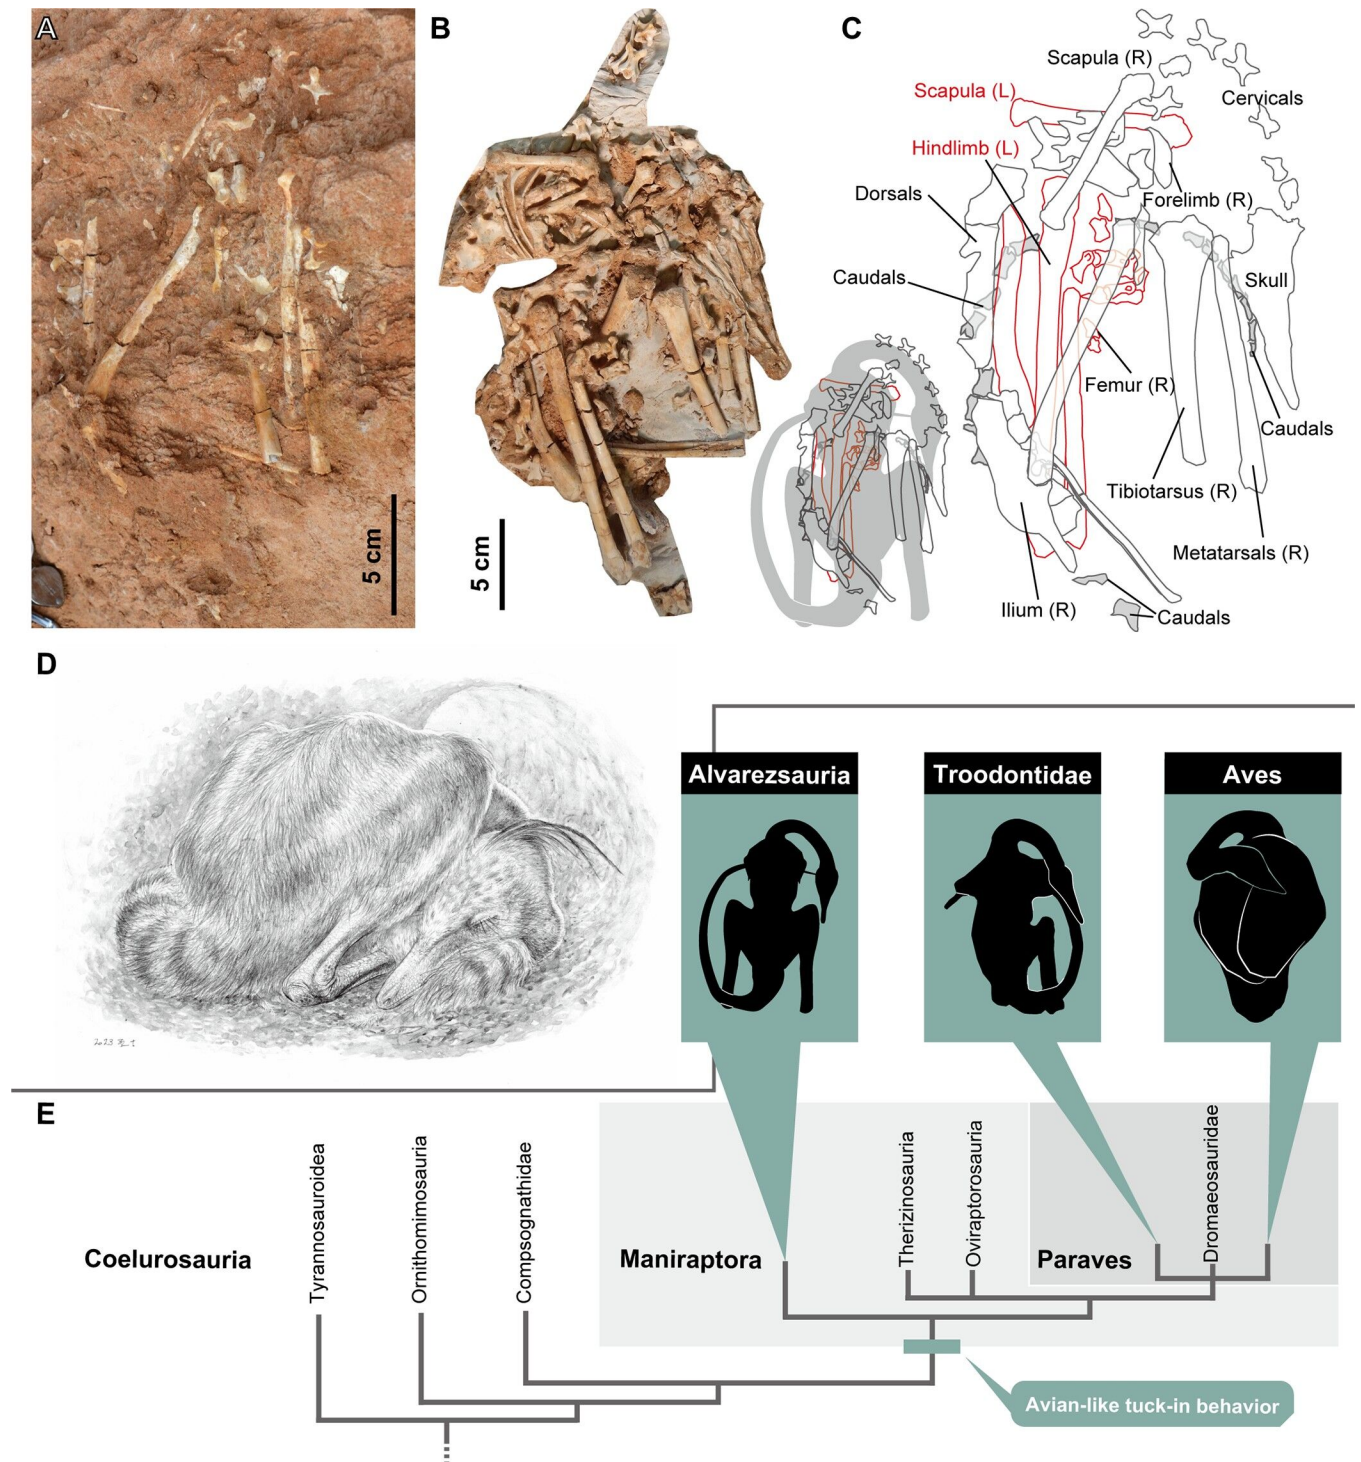 A
5 cm
B
5 cm
C
Scapula (R)
Scapula (L)
Cervicals
Hindlimb (L)
Dorsals
Forelimb (R)
Caudals
Skull
Femur (R)
Caudals
Tibiotarsus (R)
Metatarsals (R)
Ilium (R)
Caudals
D
2023
Alvarezsauria
Troodontidae
Aves
E
Tyrannosauroidea
Ornithomimosauria
Compsognathidae
Therizinosauria
Oviraptorosauria
Dromaeosauridae
Coelurosauria
Maniraptora
Paraves
Avian-like tuck-in behavior